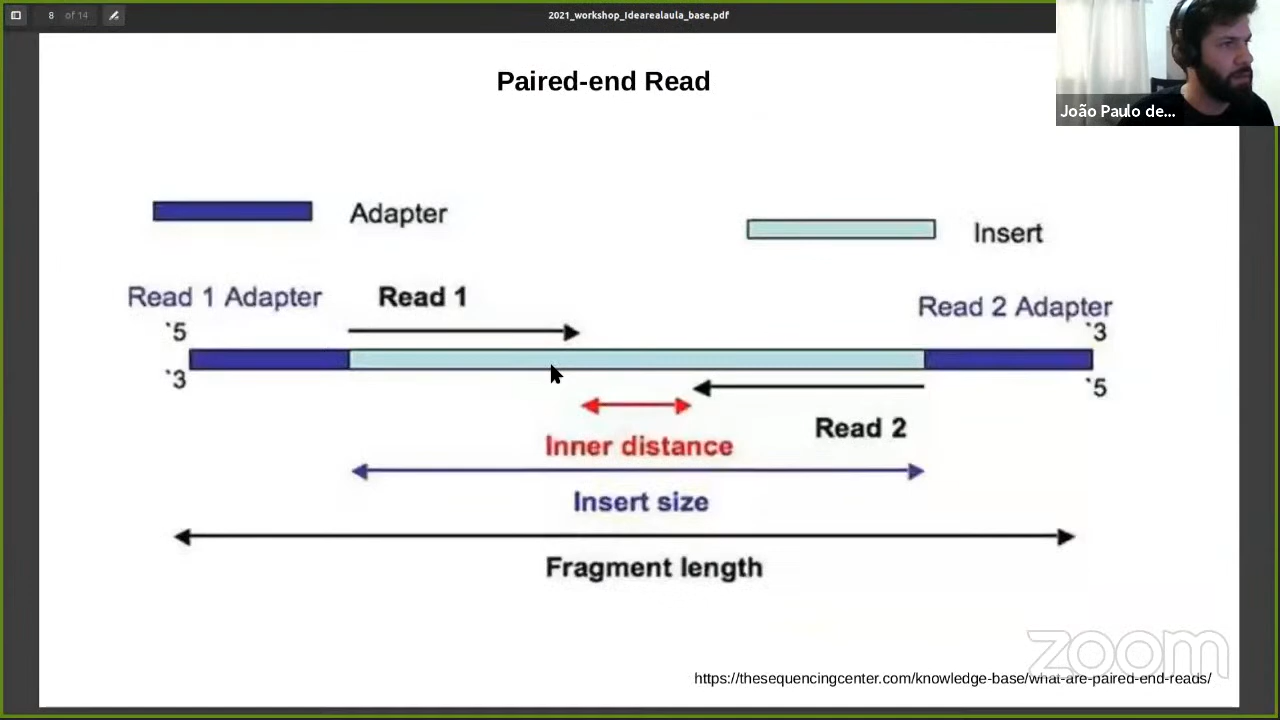 8 of 14
2021_workshop_Idearealaula_base.pdf
João Paulo de...
Paired-end Read
Adapter
Insert
Read 1 Adapter
Read 1
Read 2 Adapter
`5
`3
`3
`5
Read 2
Inner distance
Insert size
Fragment length
zoom
https://thesequencingcenter.com/knowledge-base/what-are-paired-end-reads/